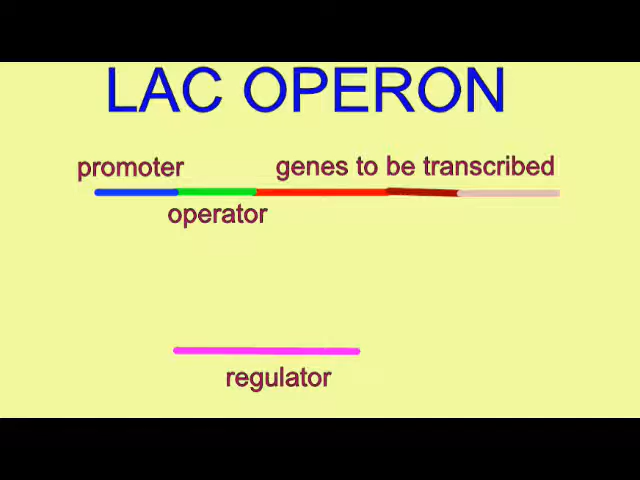 LAC OPERON
promoter
genes to be transcribed
operator
regulator